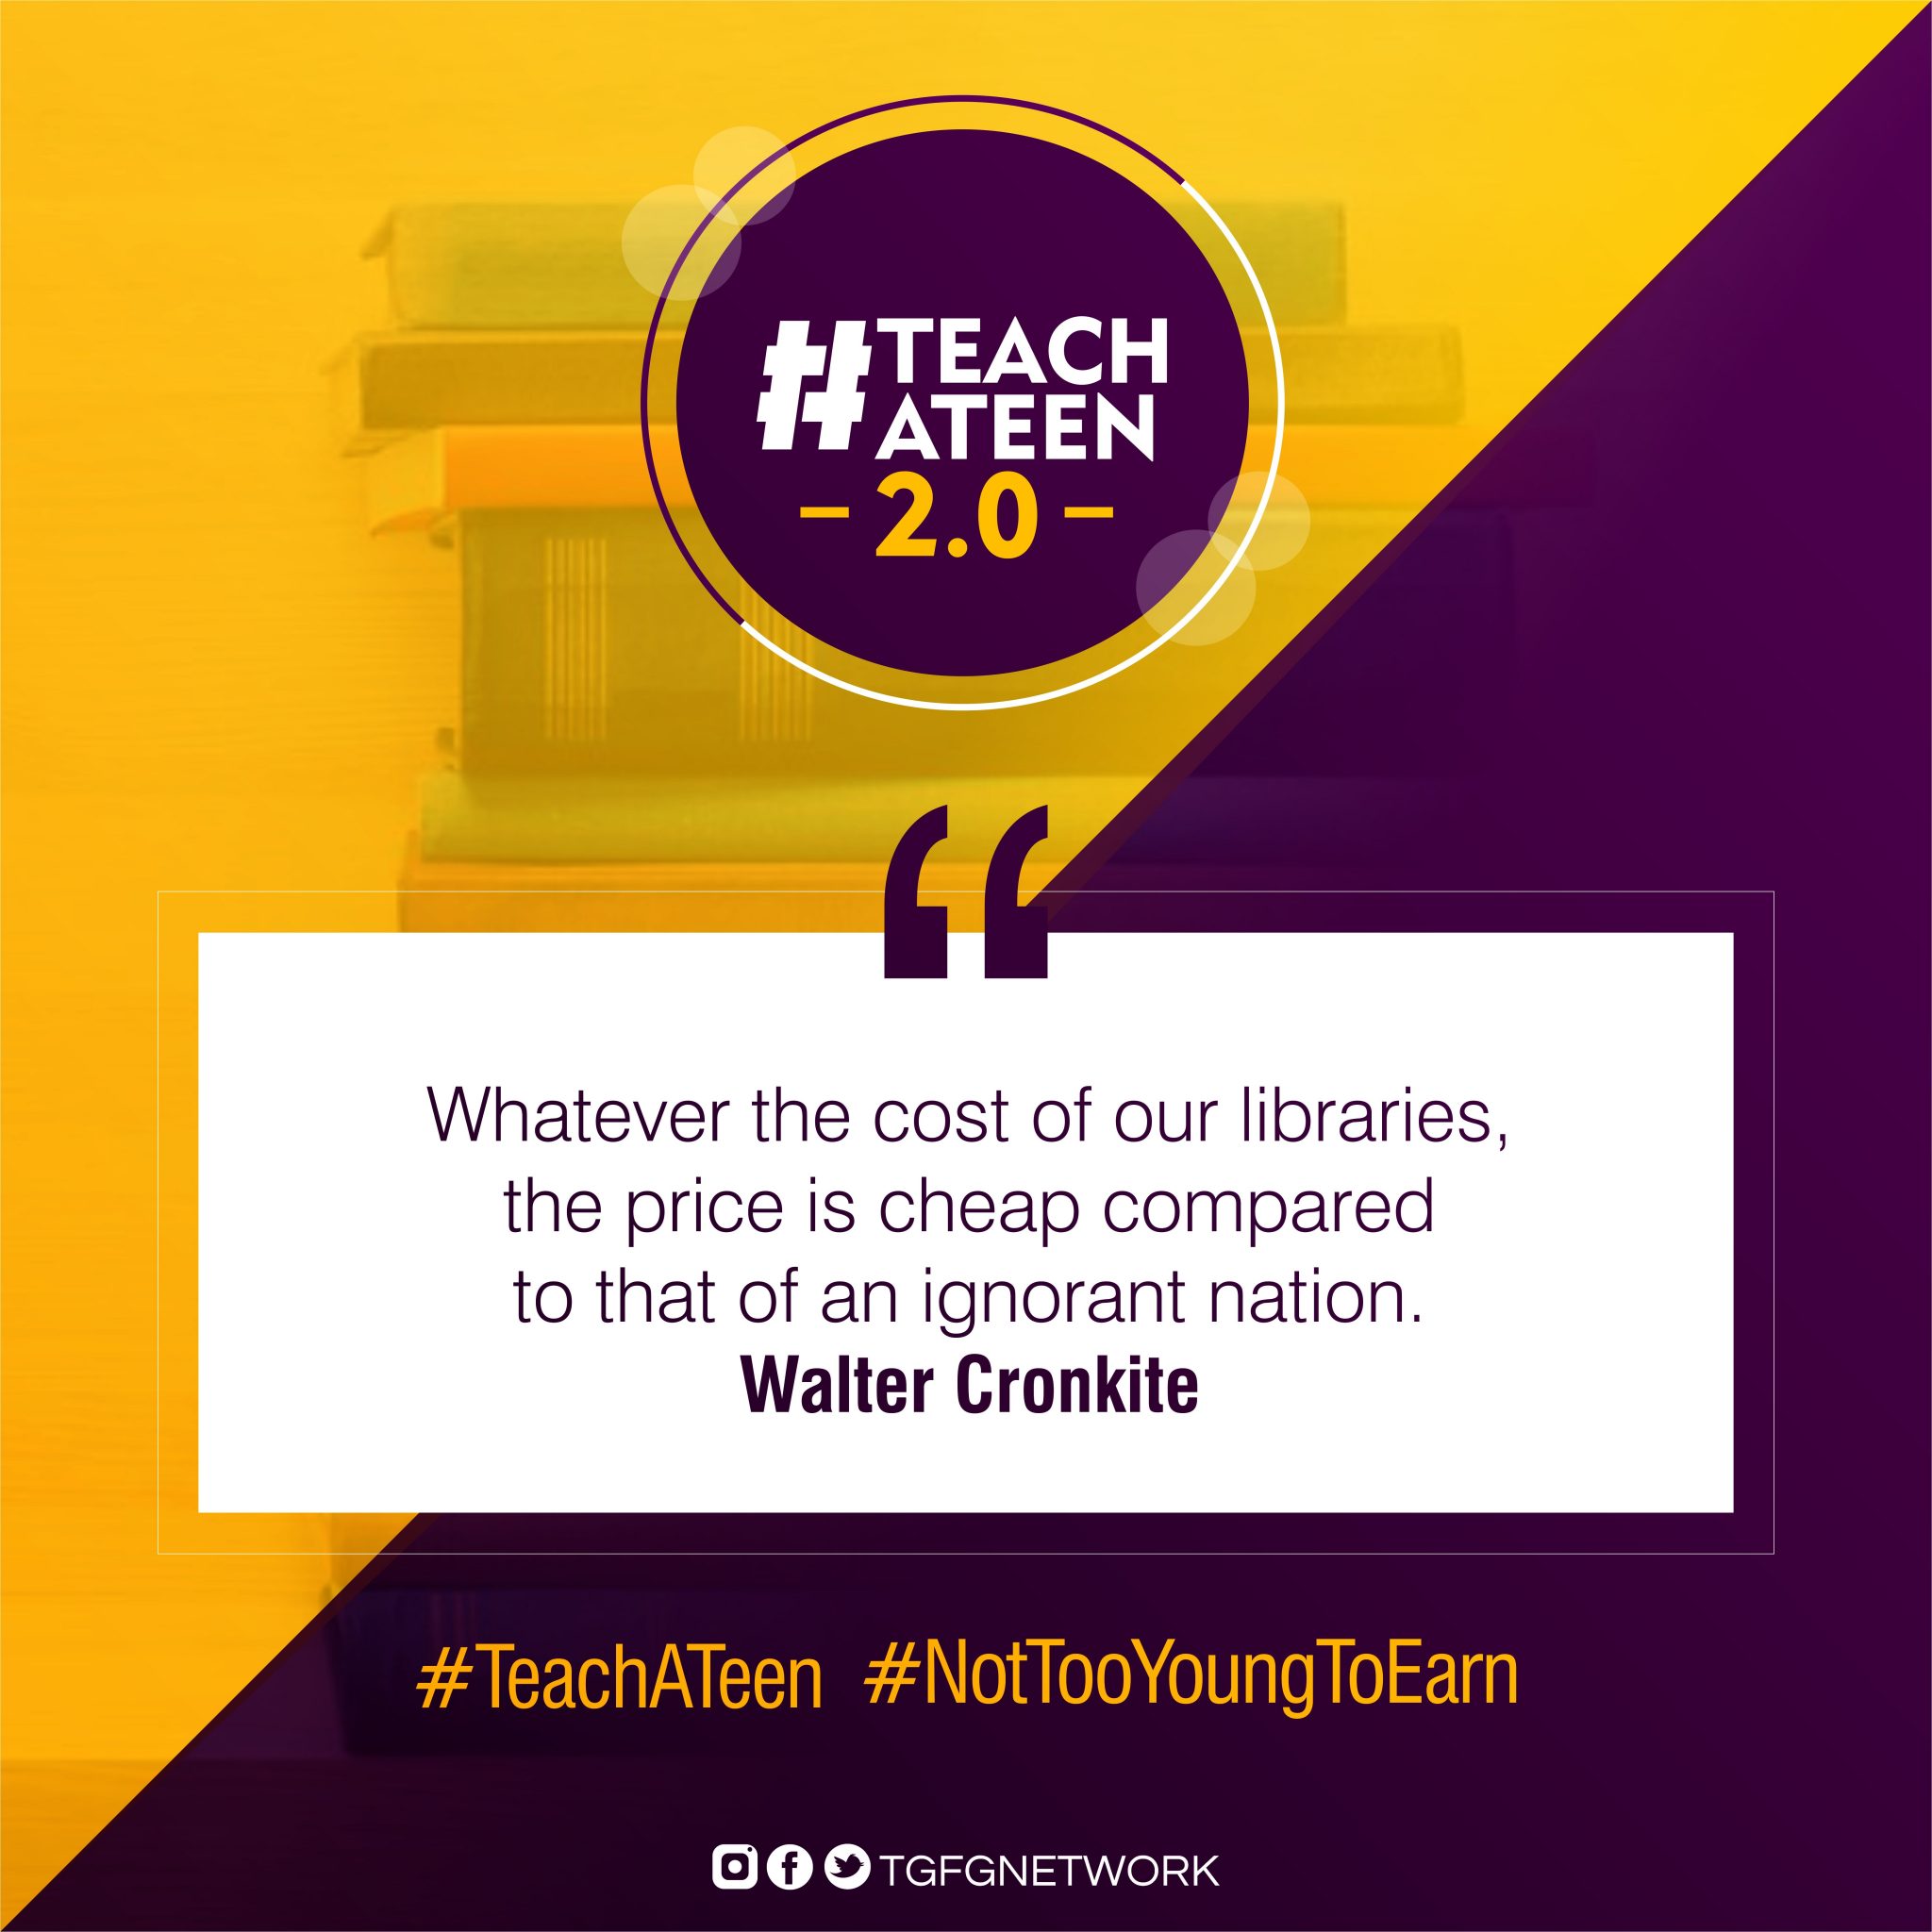 #TEACH
ATEEN
- 2.0 -
“
Whatever the cost of our libraries,
the price is cheap compared
to that of an ignorant nation.
Walter Cronkite
#TeachATeen #NotTooYoungToEarn
TGFGNETWORK